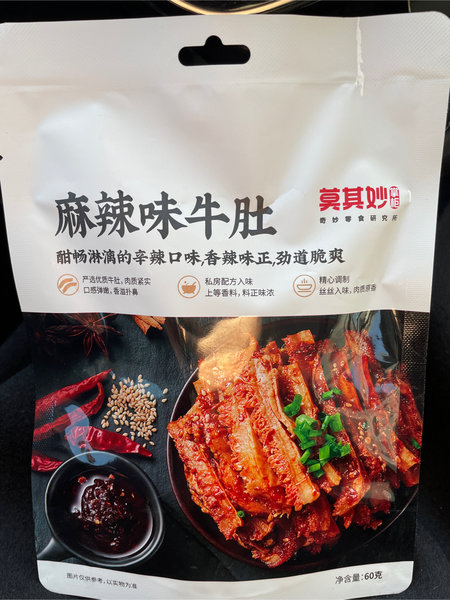 莫其妙 掌柜
奇妙零食研究所
麻辣味牛肚
酣畅淋漓的辛辣口味,香辣味正,劲道脆爽
严选优质牛肚,肉质紧实
口感弹嫩,香溢扑鼻
私房配方入味
上等香料,料正味浓
精心调制
丝丝入味,肉质原香
图片仅供参考,以实物为准
净含量:60克